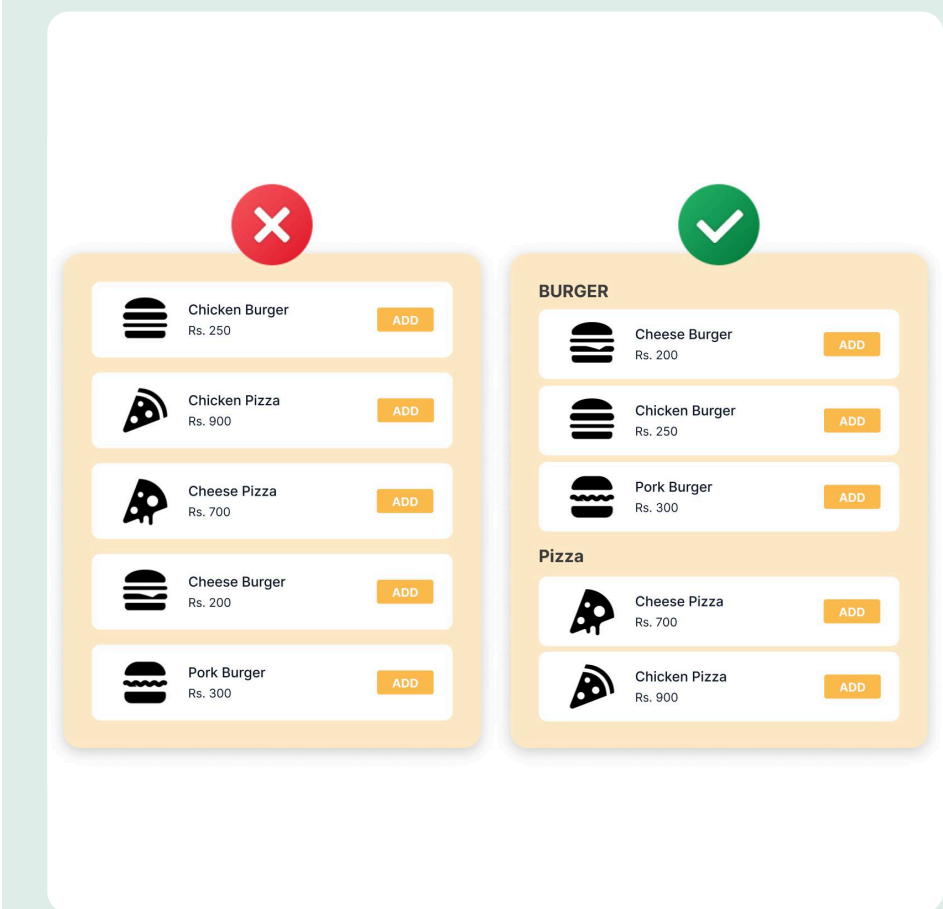 Chicken Burger
Rs. 250
ADD
Chicken Pizza
Rs. 900
ADD
Cheese Pizza
Rs. 700
ADD
Cheese Burger
Rs. 200
ADD
Pork Burger
Rs. 300
ADD
BURGER
Cheese Burger
Rs. 200
ADD
Chicken Burger
Rs. 250
ADD
Pork Burger
Rs. 300
ADD
Pizza
Cheese Pizza
Rs. 700
ADD
Chicken Pizza
Rs. 900
ADD